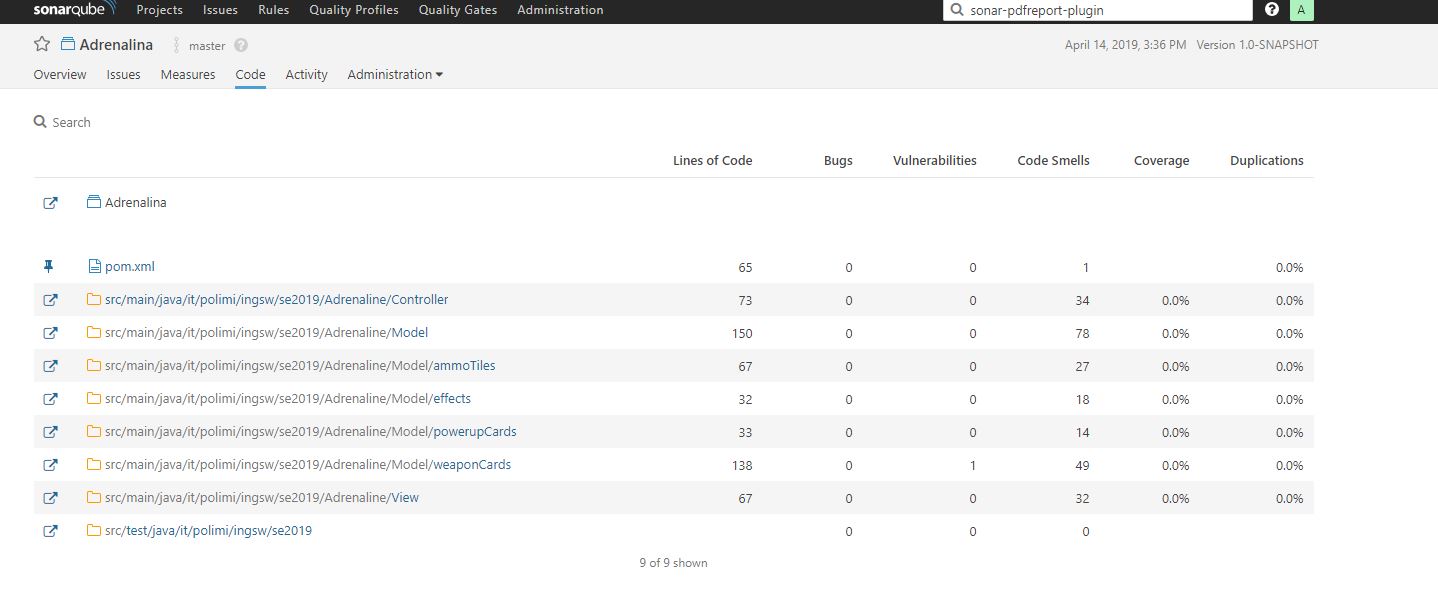 sonarqube Projects Issues Rules Quality Profiles Quality Gates Administration sonar-pdfreport-plugin ? A
Adrenalina master ? April 14, 2019, 3:36 PM Version 1.0-SNAPSHOT
Overview Issues Measures Code Activity Administration
Search
Lines of Code Bugs Vulnerabilities Code Smells Coverage Duplications
Adrenalina
pom.xml 65 0 0 1 0.0%
src/main/java/it/polimi/ingsw/se2019/Adrenaline/Controller 73 0 0 34 0.0% 0.0%
src/main/java/it/polimi/ingsw/se2019/Adrenaline/Model 150 0 0 78 0.0% 0.0%
src/main/java/it/polimi/ingsw/se2019/Adrenaline/Model/ammoTiles 67 0 0 27 0.0% 0.0%
src/main/java/it/polimi/ingsw/se2019/Adrenaline/Model/effects 32 0 0 18 0.0% 0.0%
src/main/java/it/polimi/ingsw/se2019/Adrenaline/Model/powerupCards 33 0 0 14 0.0% 0.0%
src/main/java/it/polimi/ingsw/se2019/Adrenaline/Model/weaponCards 138 0 1 49 0.0% 0.0%
src/main/java/it/polimi/ingsw/se2019/Adrenaline/View 67 0 0 32 0.0% 0.0%
src/test/java/it/polimi/ingsw/se2019 0 0 0
9 of 9 shown